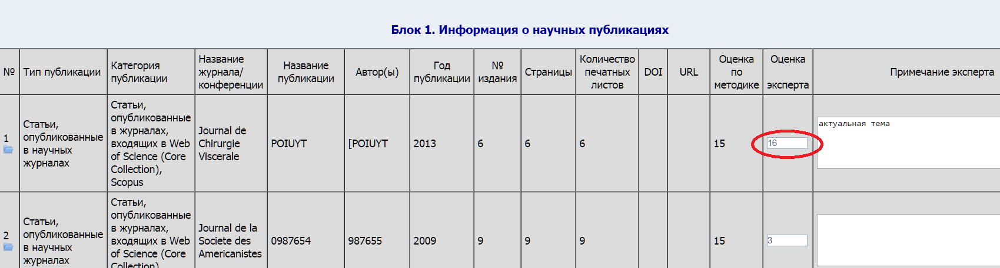 Блок 1. Информация о научных публикациях
№
Тип публикации
Категория
публикации
Название
журнала/
конференции
Название
публикации
Автор(ы)
Год
публикации
№
издания
Страницы
Количество
печатных
листов
DOI
URL
Оценка
по
методике
Оценка
эксперта
Примечание эксперта
1
Статьи,
опубликованные
в научных
журналах
Статьи,
опубликованные
в журналах,
входящих в Web
of Science (Core
Collection),
Scopus
Journal de
Chirurgie
Viscerale
POIUYT
[POIUYT
2013
6
6
6
15
16
актуальная тема
2
Статьи,
опубликованные
в научных
журналах
Статьи,
опубликованные
в журналах,
входящих в Web
of Science (Core
Collection),
Journal de la
Societe des
Americanistes
0987654
987655
2009
9
9
9
15
3